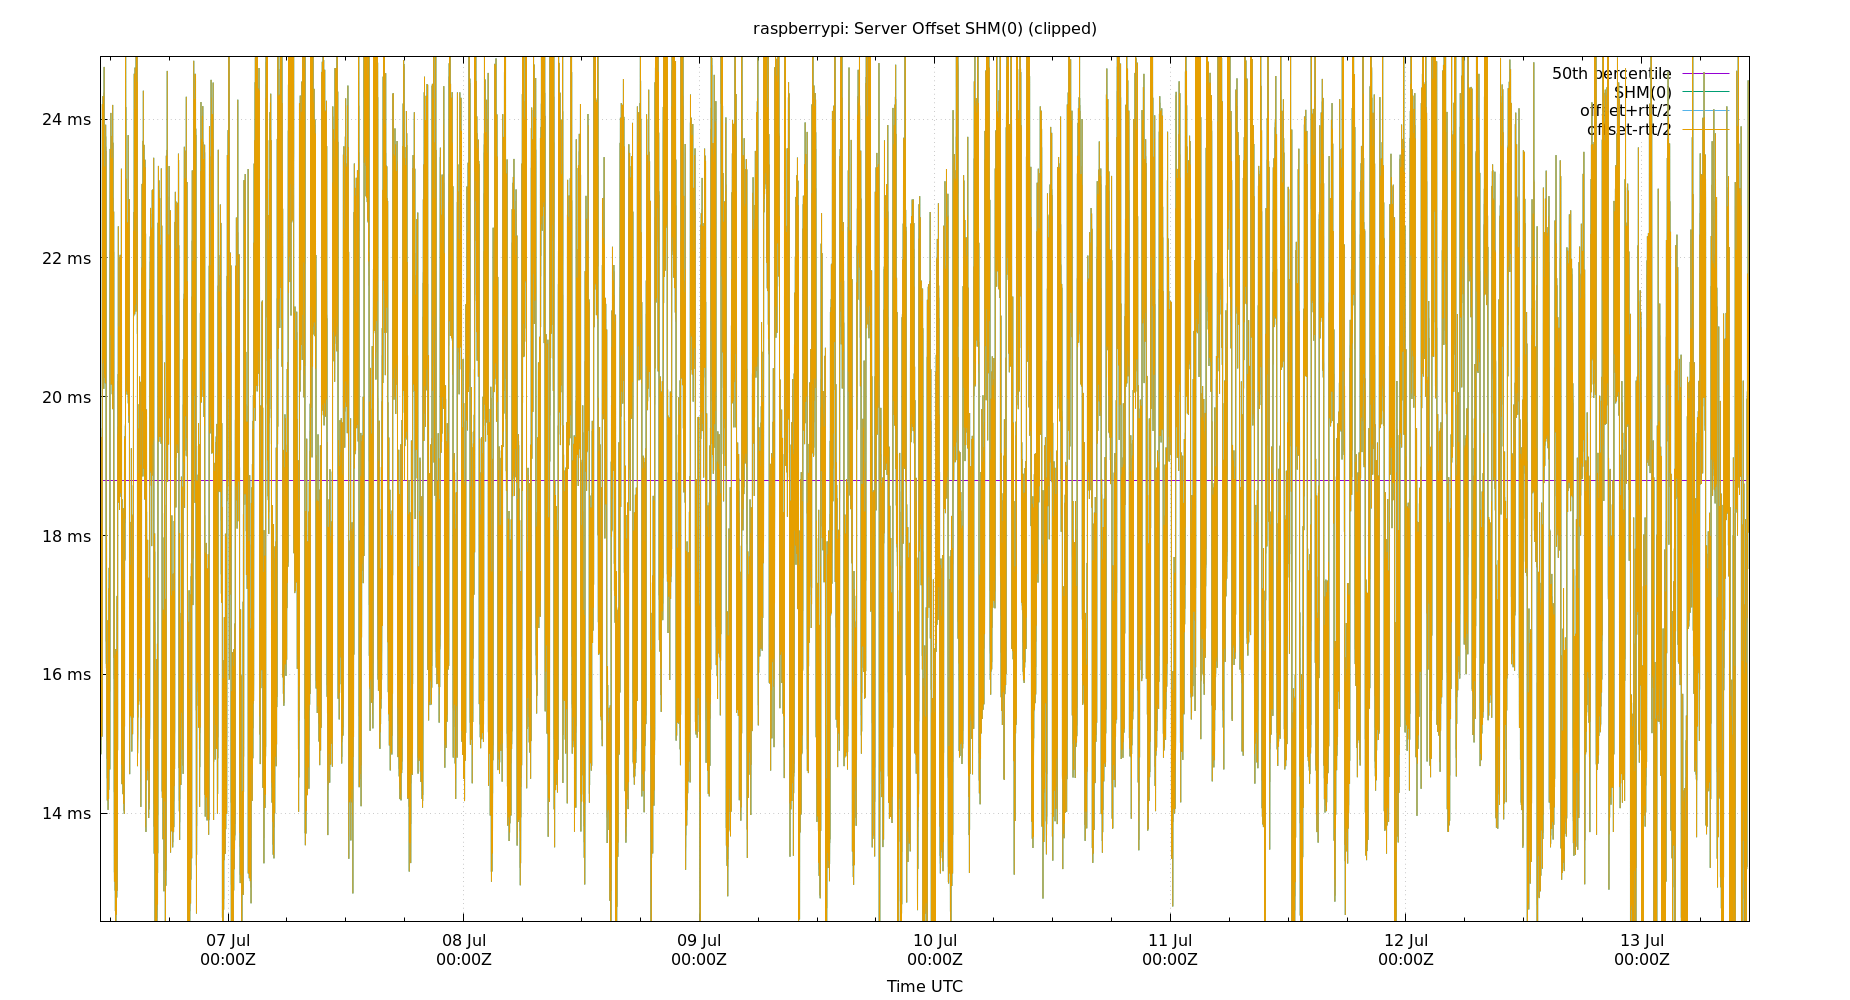 raspberrypi: Server Offset SHM(0) (clipped)
50th percentile
SHM(0)
offset+rtt/2
offset-rtt/2
24 ms
22 ms
20 ms
18 ms
16 ms
14 ms
07 Jul 08 Jul 09 Jul 10 Jul 11 Jul 12 Jul 13 Jul
00:00Z 00:00Z 00:00Z 00:00Z 00:00Z 00:00Z 00:00Z
Time UTC